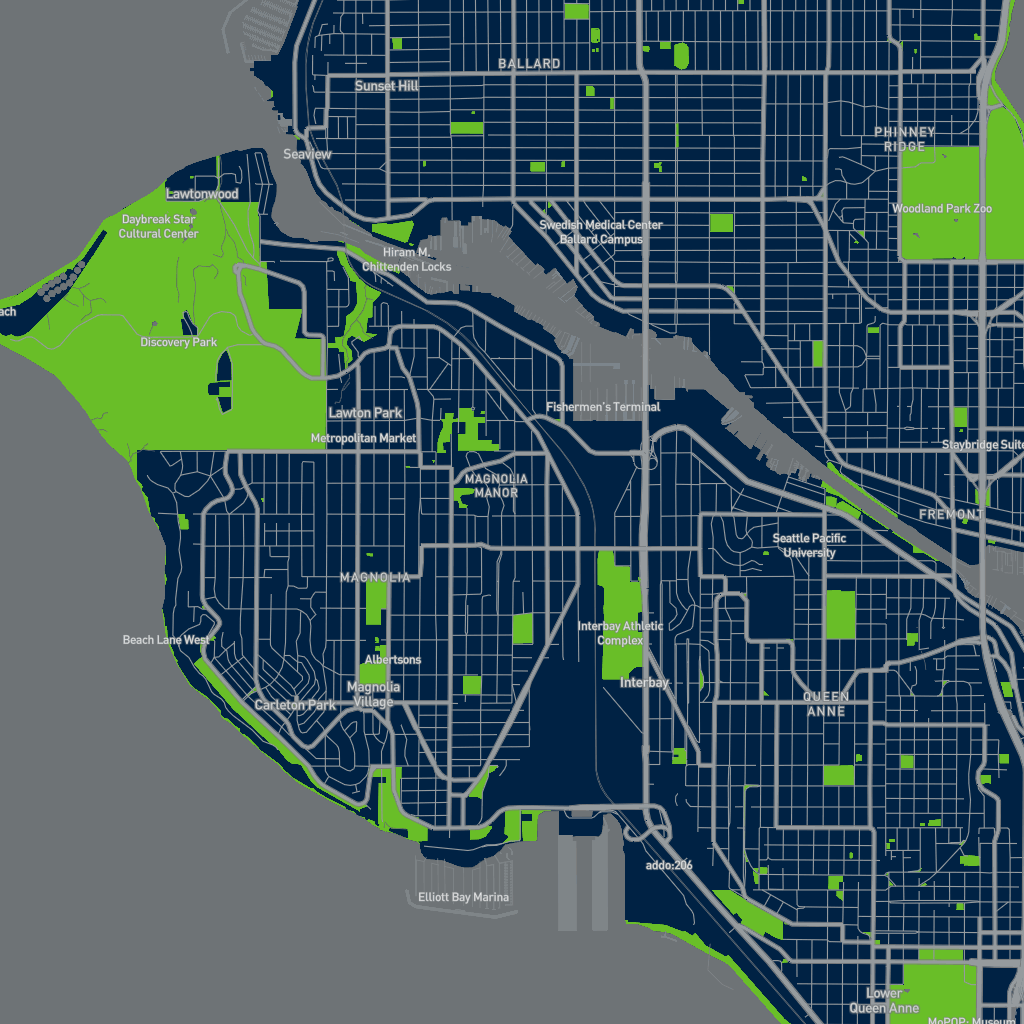 BALLARD
Sunset Hill
PHINNEY
RIDGE
Seaview
Lawtonwood
Woodland Park Zoo
Daybreak Star
Cultural Center
Swedish Medical Center
Ballard Campus
Hiram M.
Chittenden Locks
ach
Discovery Park
Fishermen's Terminal
Lawton Park
Metropolitan Market
Staybridge Suite
MAGNOLIA
MANOR
FREMONT
Seattle Pacific
University
MAGNOLIA
Interbay Athletic
Complex
Beach Lane West
Albertsons
Interbay
Magnolia
Village
Carleton Park
QUEEN
ANNE
addo:206
Elliott Bay Marina
Lower
Queen Anne
MoPOP: Museum